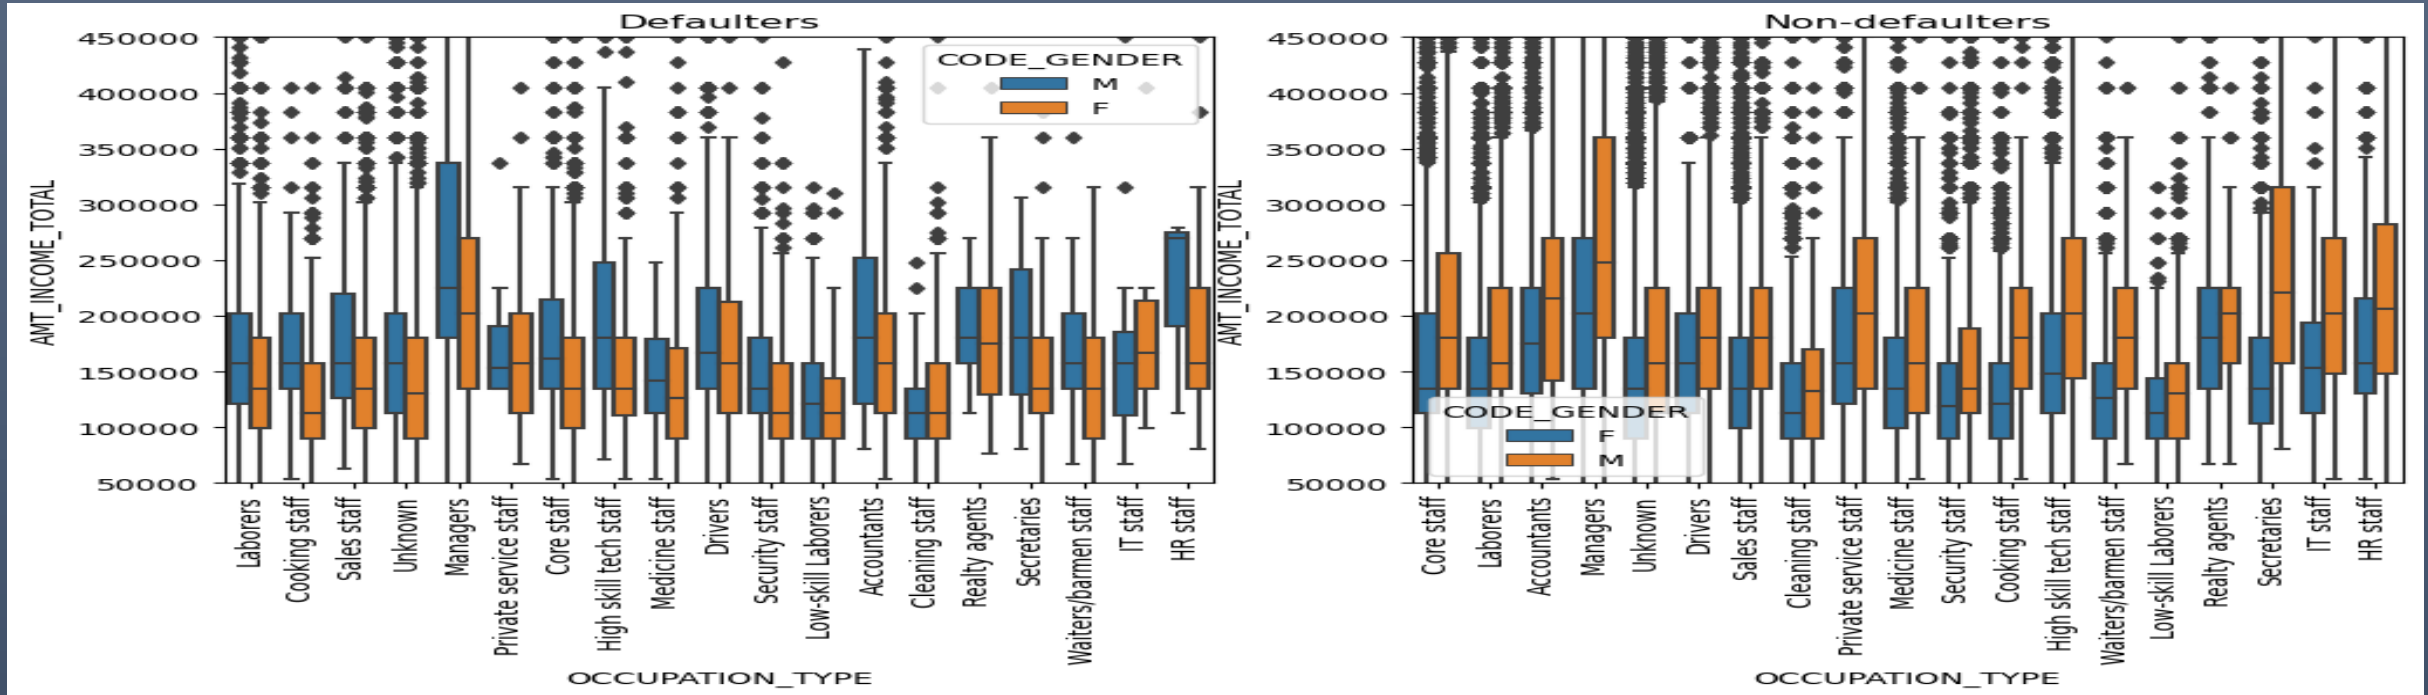 Defaulters
450000
400000
350000
300000
250000
200000
150000
100000
50000
AMT_INCOME_TOTAL
CODE_GENDER
M
F
Laborers
Cooking staff
Sales staff
Unknown
Managers
Private service staff
Core staff
High skill tech staff
Medicine staff
Drivers
Security staff
Low-skill Laborers
Accountants
Cleaning staff
Realty agents
Secretaries
Waiters/barmen staff
IT staff
HR staff
OCCUPATION_TYPE
Non-defaulters
450000
400000
350000
300000
250000
200000
150000
100000
50000
AMT_INCOME_TOTAL
CODE_GENDER
F
M
Core staff
Laborers
Accountants
Managers
Unknown
Drivers
Sales staff
Cleaning staff
Private service staff
Medicine staff
Security staff
Cooking staff
High skill tech staff
Waiters/barmen staff
Low-skill Laborers
Realty agents
Secretaries
IT staff
HR staff
OCCUPATION_TYPE